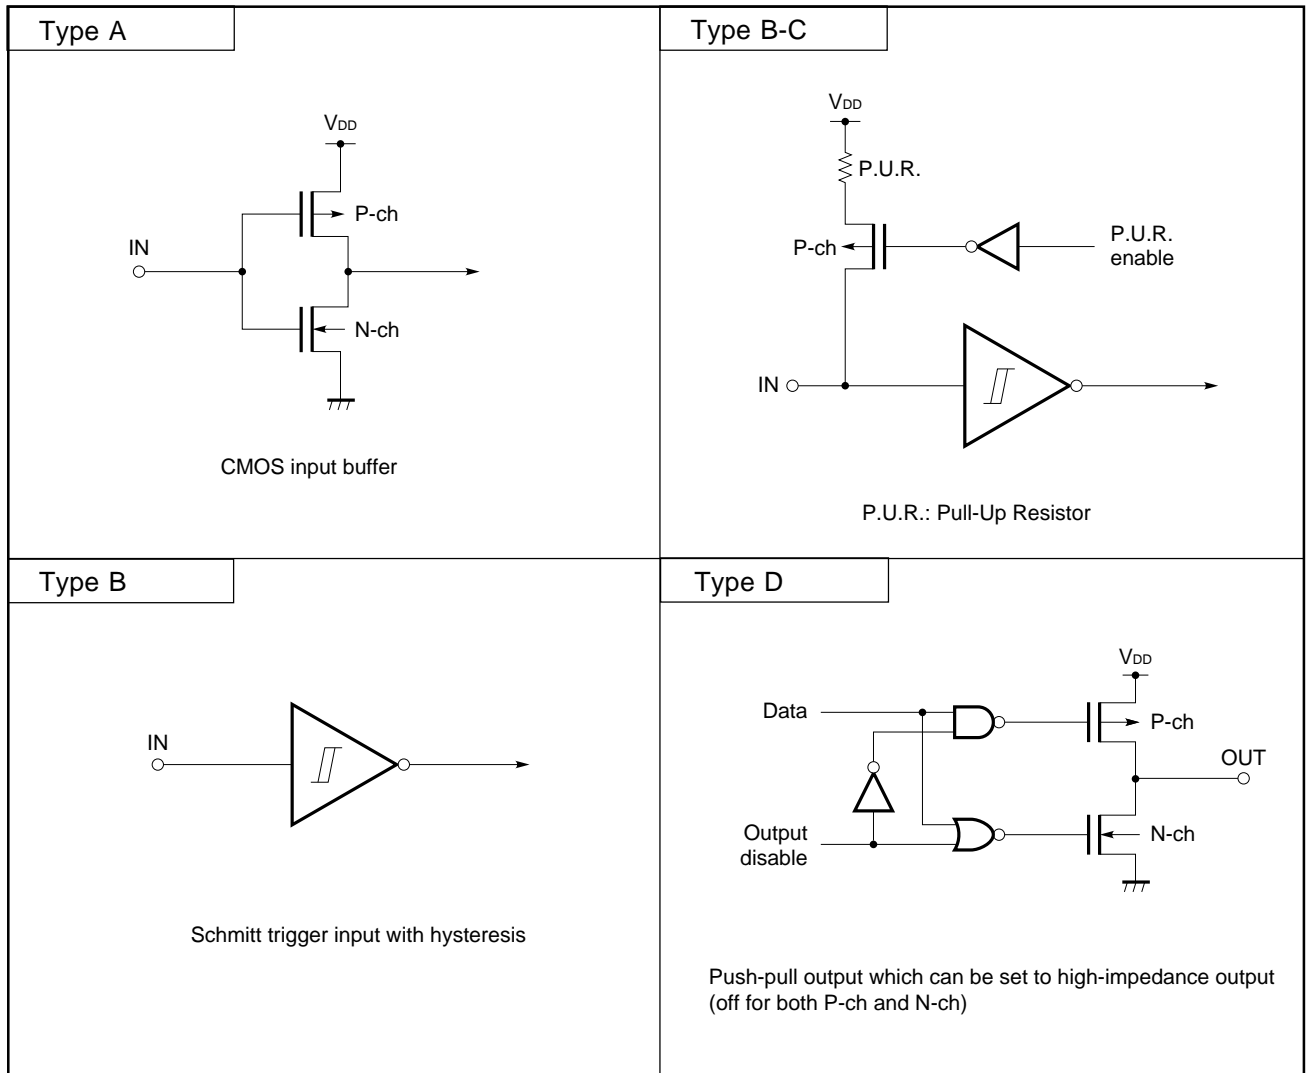 Type A
VDD
P-ch
IN
N-ch
CMOS input buffer
Type B-C
VDD
P.U.R.
P-ch
P.U.R.
enable
IN
P.U.R.: Pull-Up Resistor
Type B
IN
Schmitt trigger input with hysteresis
Type D
VDD
Data
P-ch
OUT
Output
disable
N-ch
Push-pull output which can be set to high-impedance output
(off for both P-ch and N-ch)